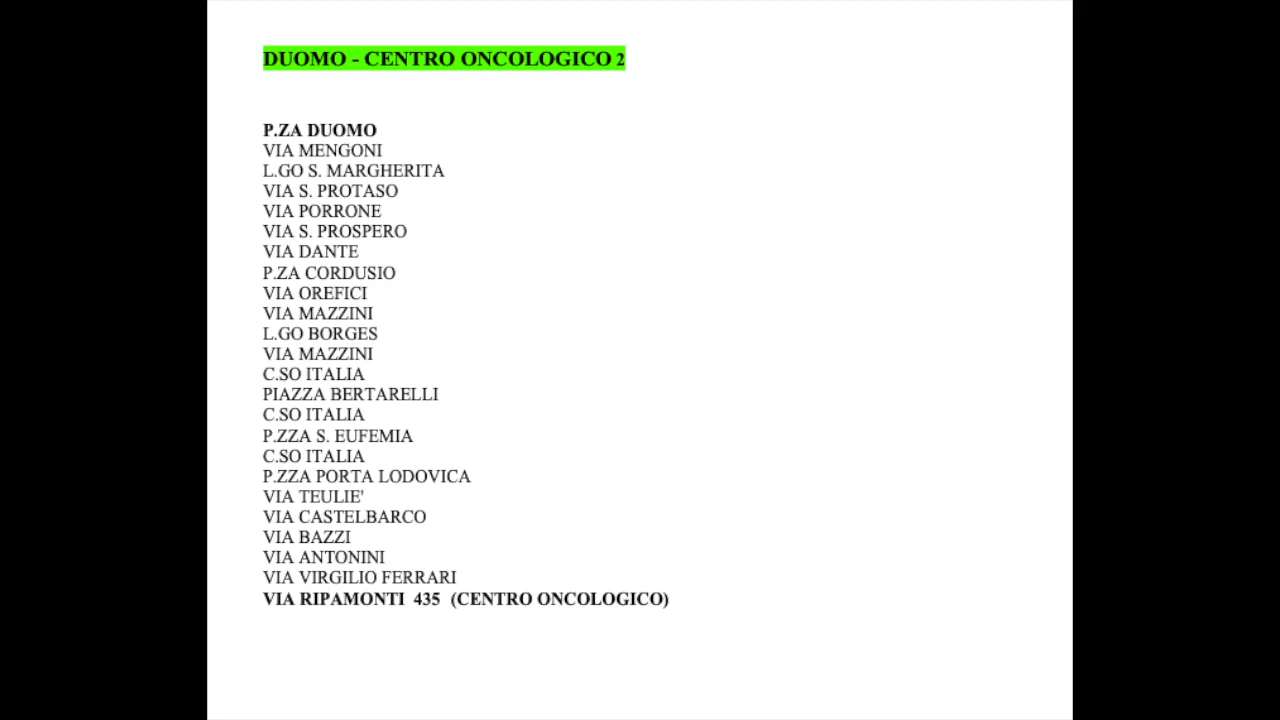 DUOMO - CENTRO ONCOLOGICO 2
P.ZA DUOMO
VIA MENGONI
L.GO S. MARGHERITA
VIA S. PROTASO
VIA PORRONE
VIA S. PROSPERO
VIA DANTE
P.ZA CORDUSIO
VIA OREFICI
VIA MAZZINI
L.GO BORGES
VIA MAZZINI
C.SO ITALIA
PIAZZA BERTARELLI
C.SO ITALIA
P.ZZA S. EUFEMIA
C.SO ITALIA
P.ZZA PORTA LODOVICA
VIA TEULIE'
VIA CASTELBARCO
VIA BAZZI
VIA ANTONINI
VIA VIRGILIO FERRARI
VIA RIPAMONTI 435 (CENTRO ONCOLOGICO)